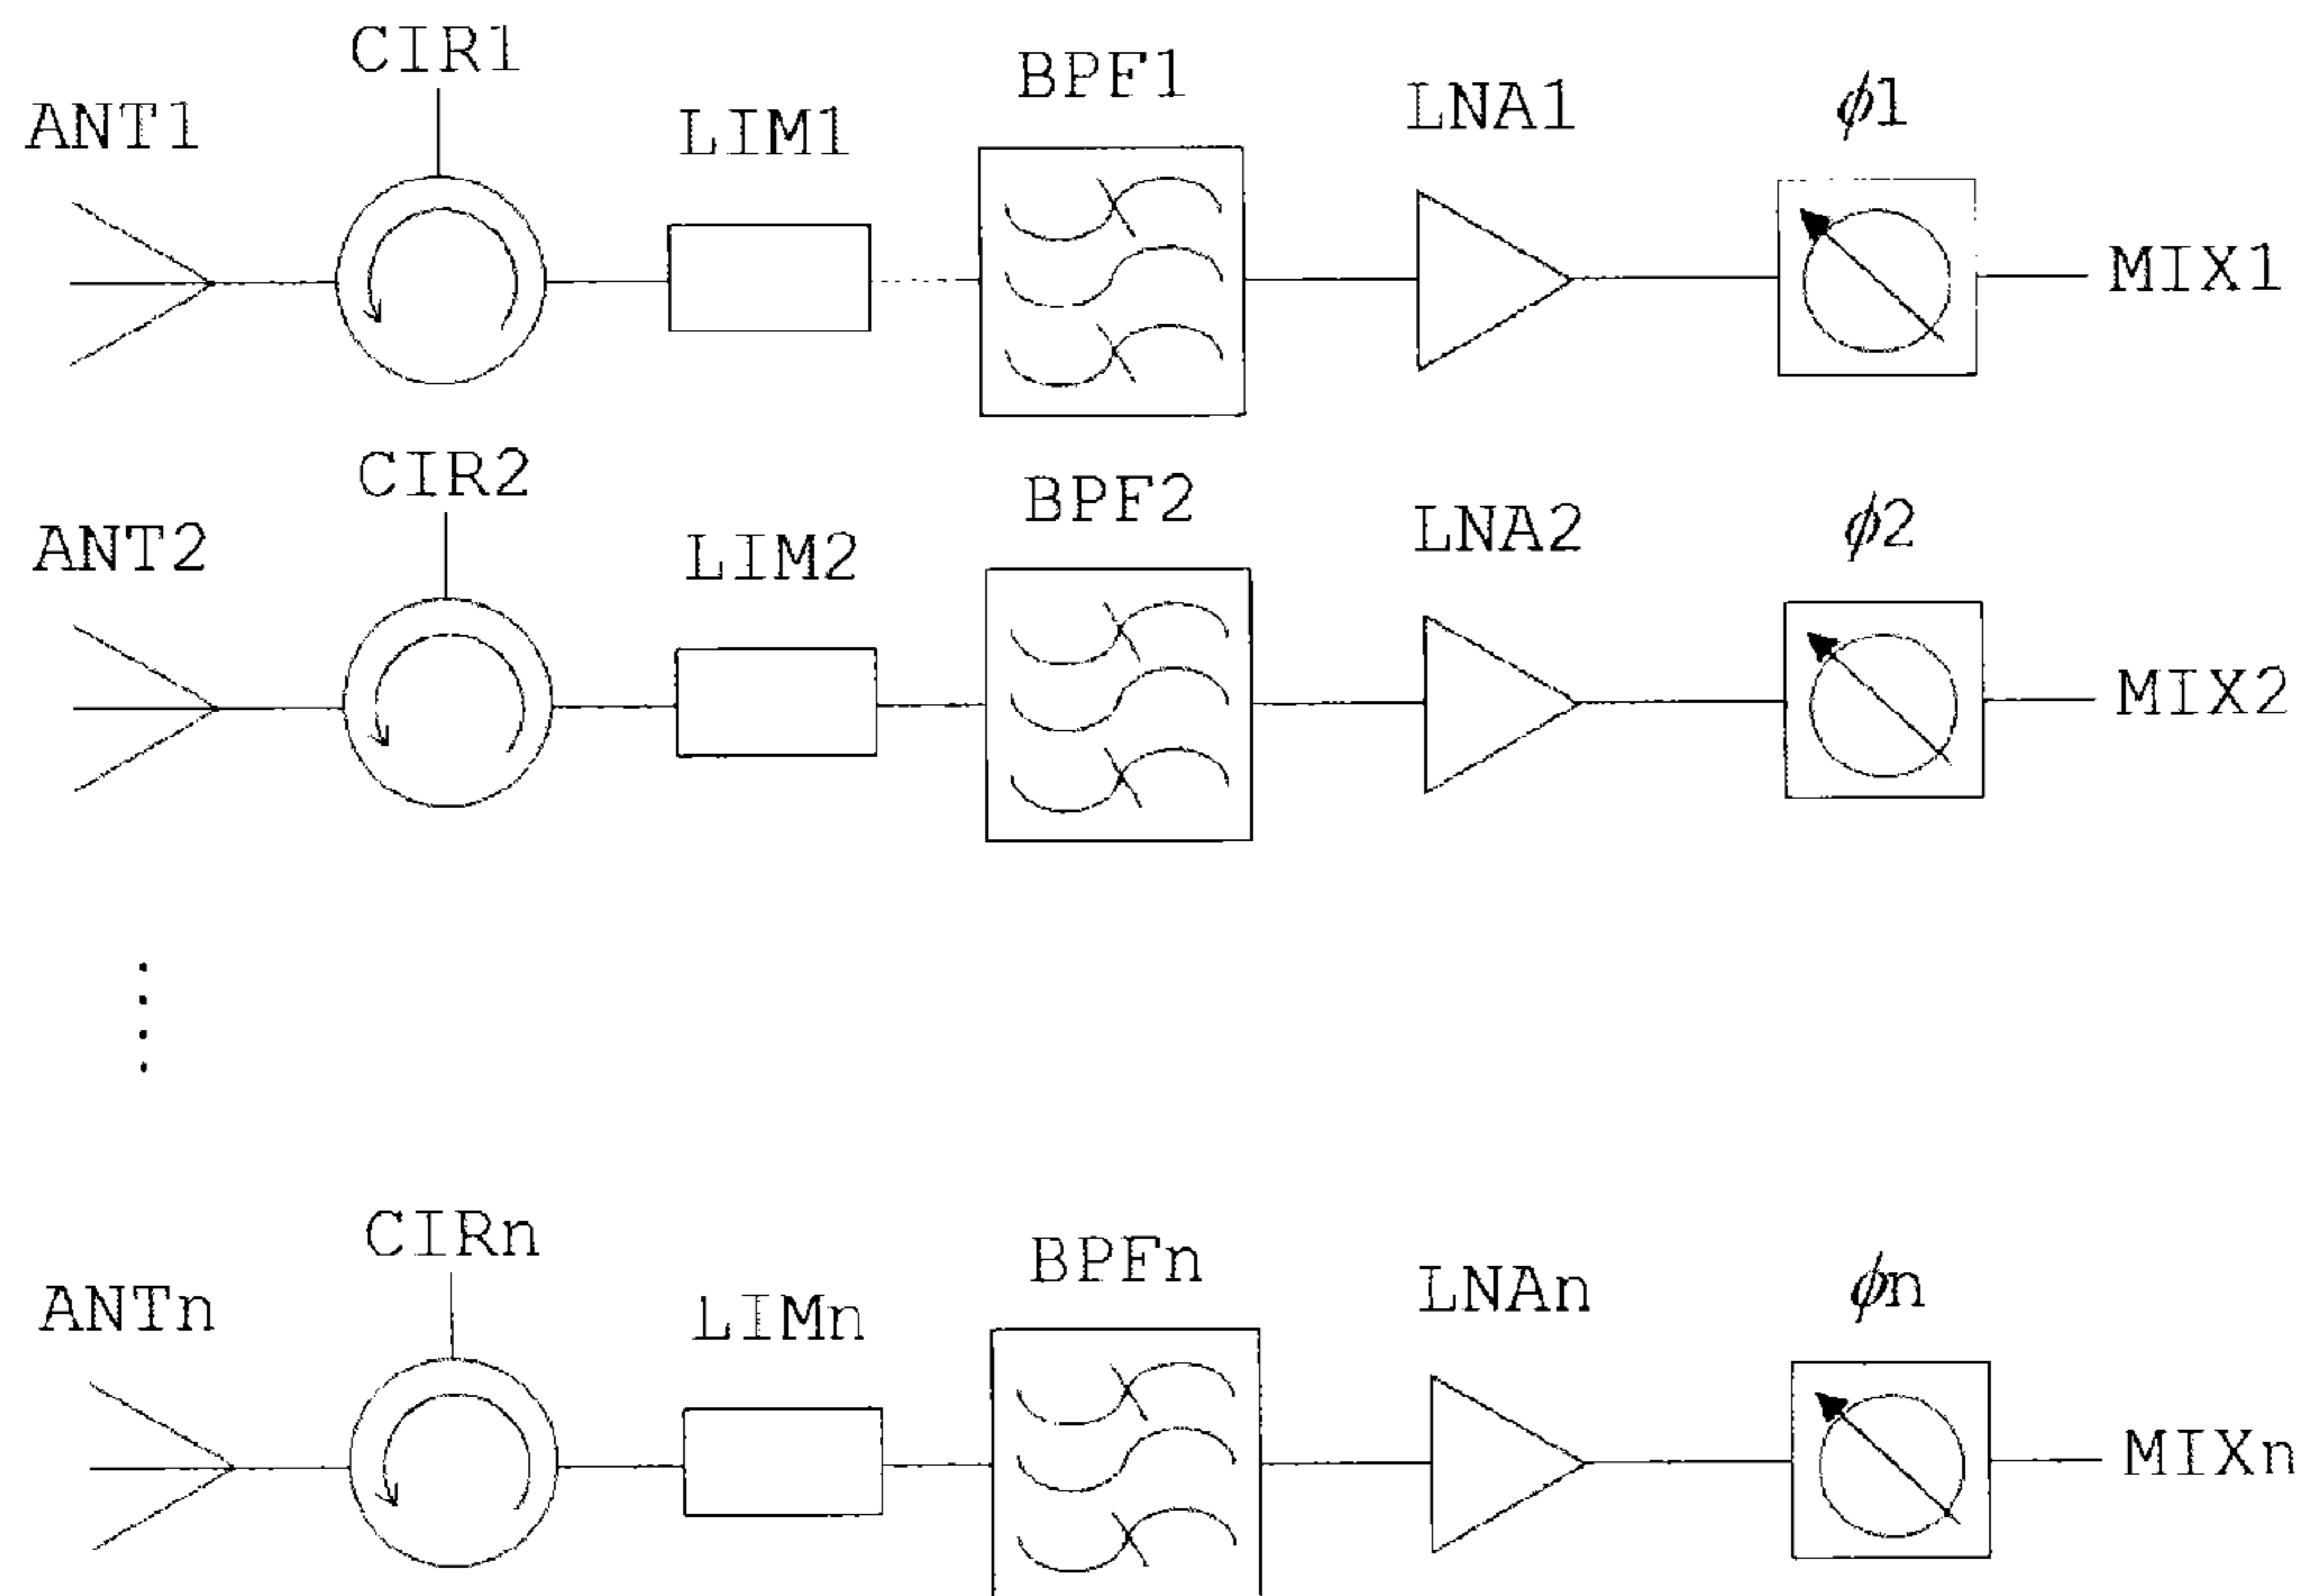 CIR1
BPF1
ANT1
LIM1
LNA1
ϕ1
MIX1
CIR2
BPF2
ANT2
LIM2
LNA2
ϕ2
MIX2
CIRn
BPFn
ANTn
LIMn
LNAn
ϕn
MIXn